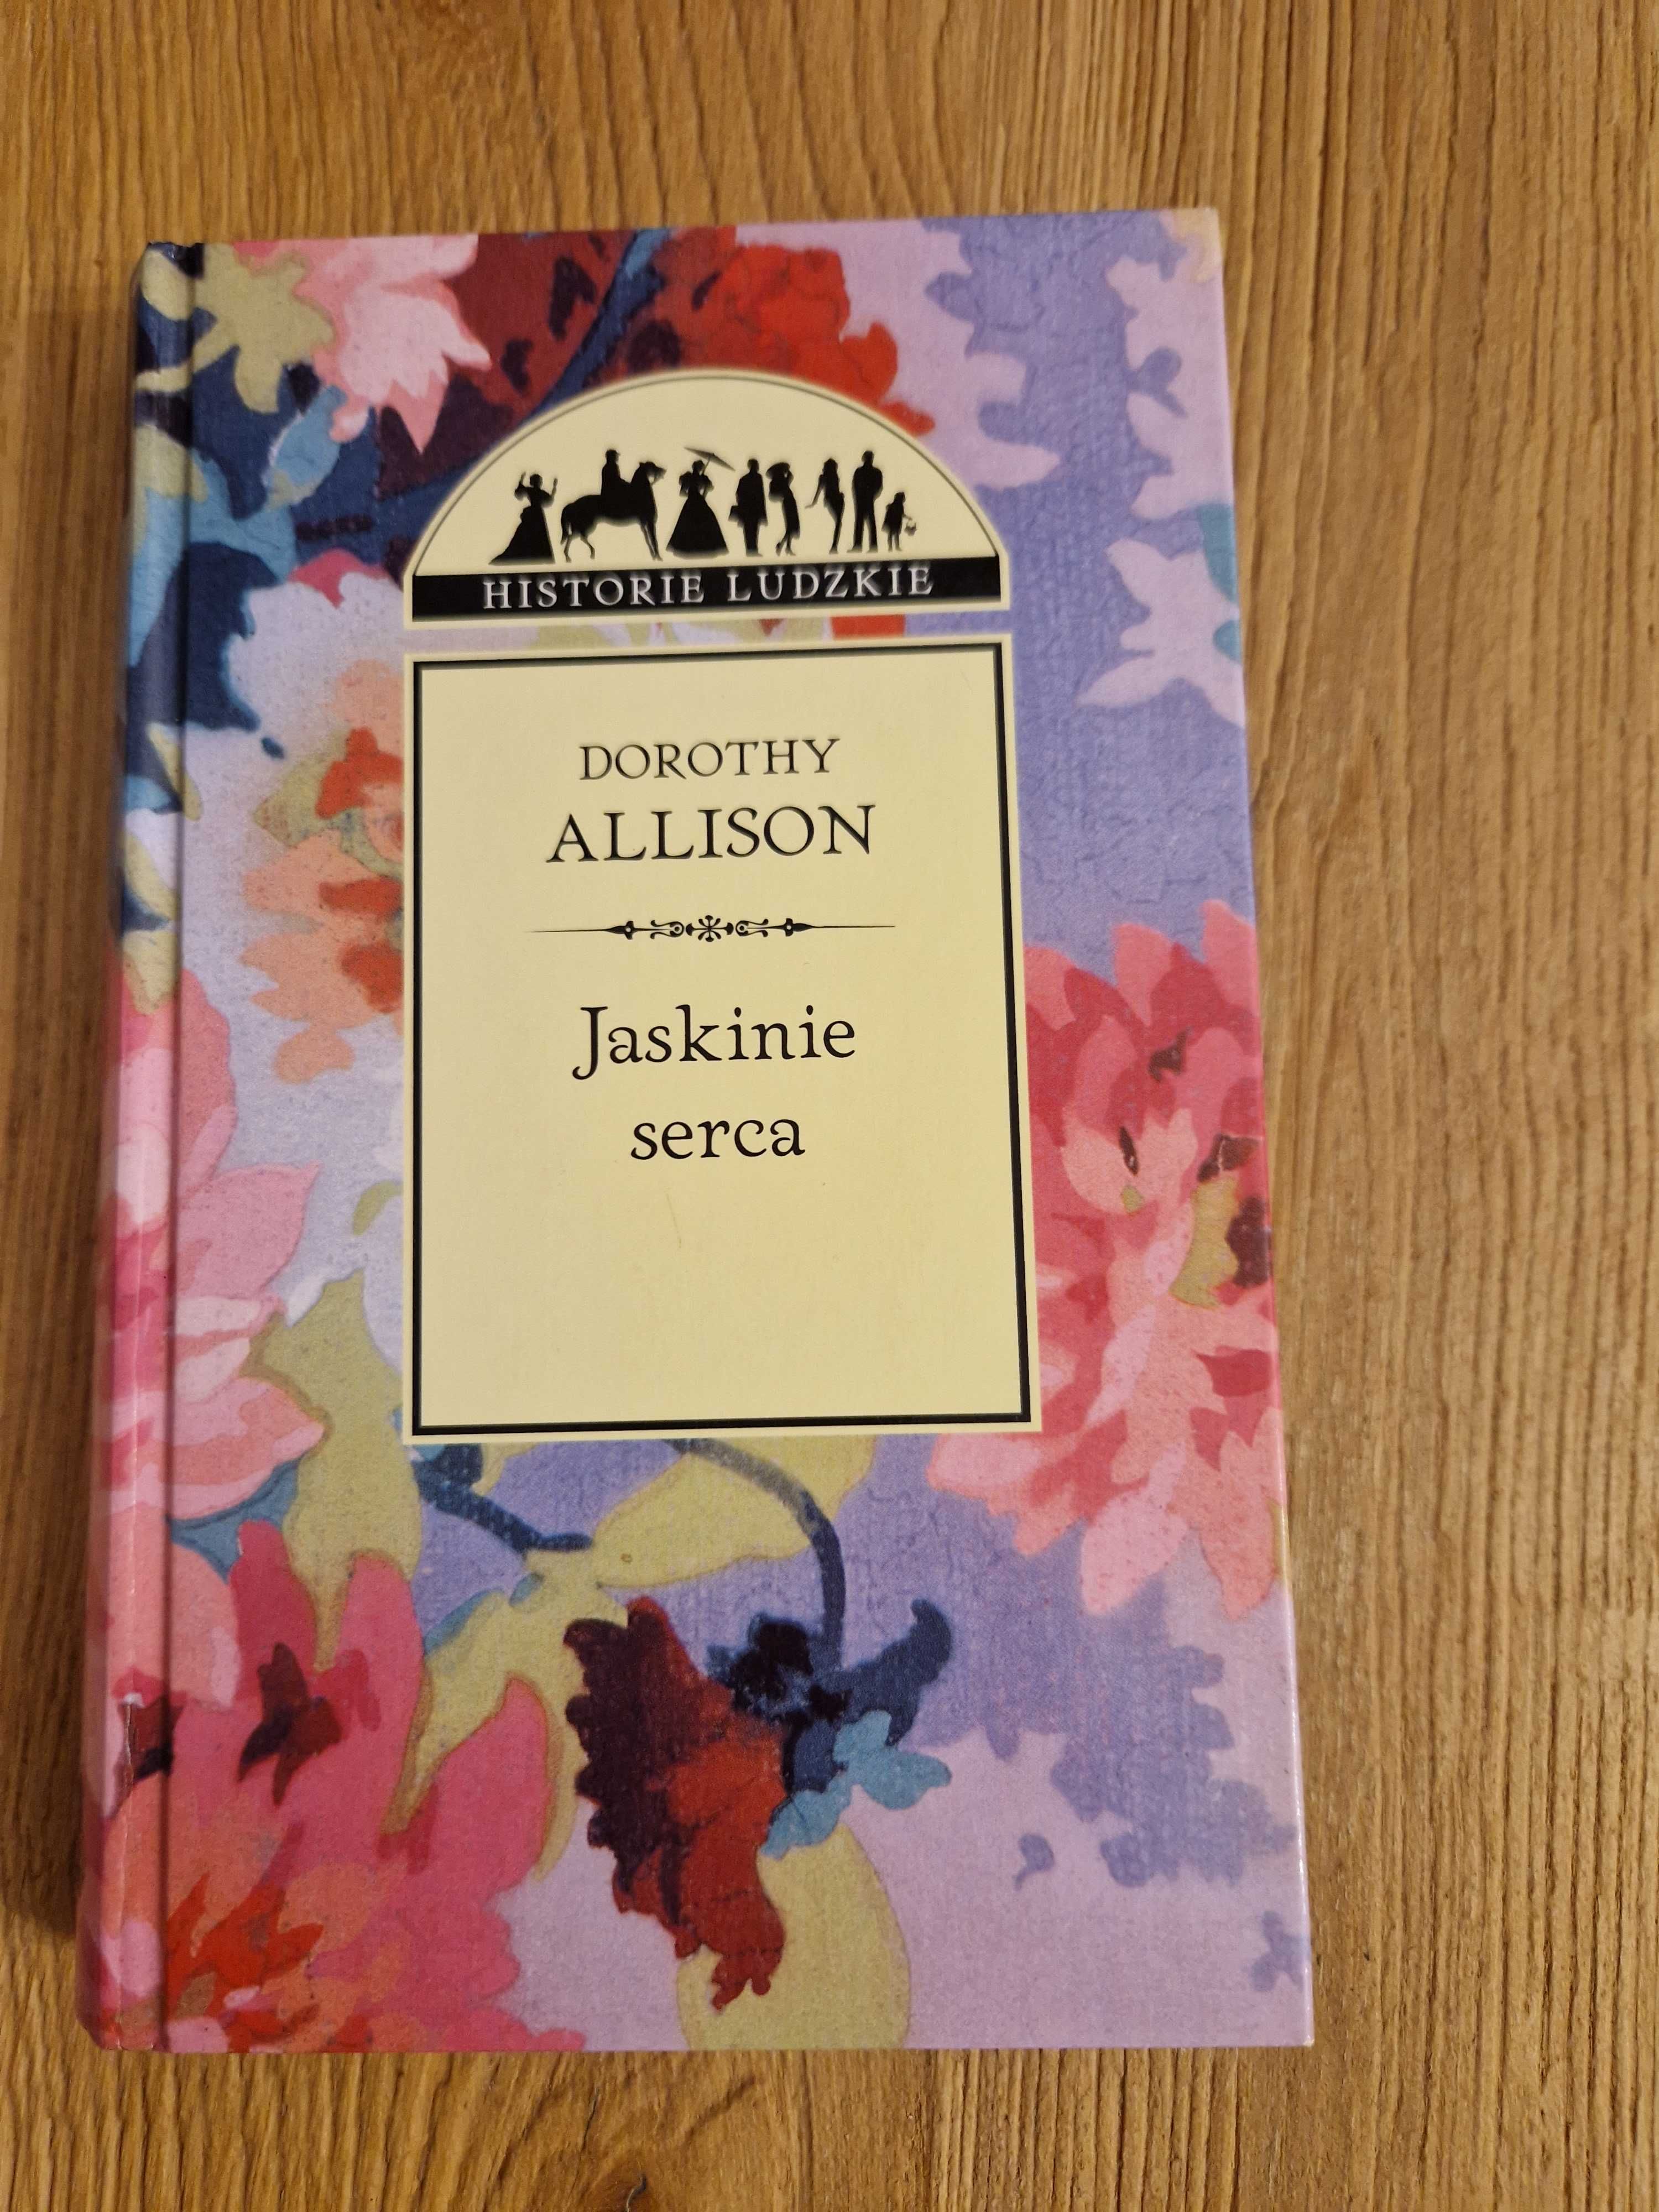 HISTORIE LUDZKIE
DOROTHY
ALLISON
Jaskinie
serca